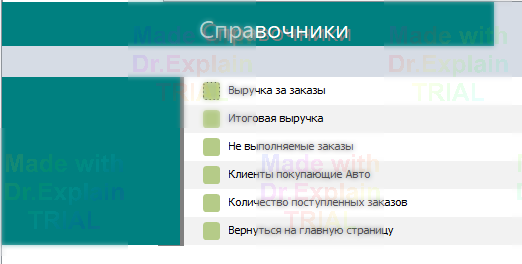 Справочники
Made with Made with
Dr.Explain Dr.Explain
TRIAL TRIAL
Выручка за заказы
Итоговая выручка
Не выполняемые заказы
Made with Made with
Клиенты покупающие Авто
Dr.Explain Dr.Explain
Количество поступленных заказов
TRIAL TRIAL
Вернуться на главную страницу